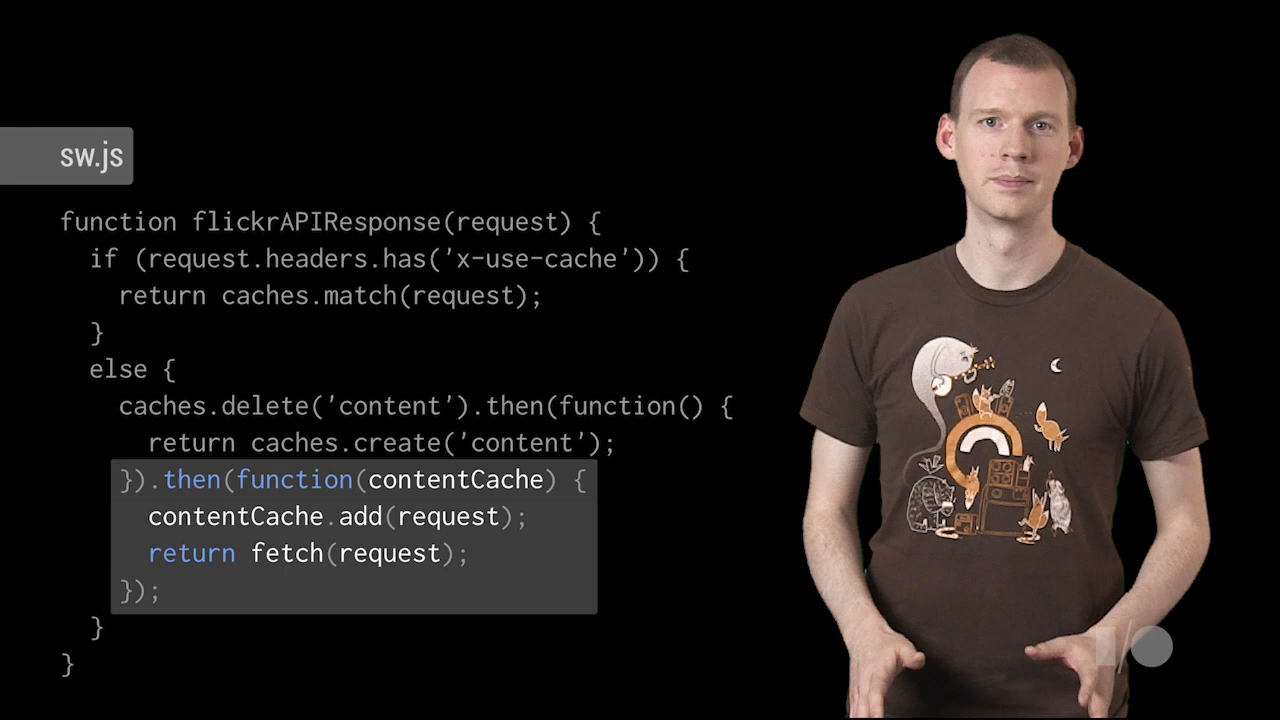 sw.js
function flickrAPIResponse(request) {
if (request.headers.has('x-use-cache')) {
return caches.match(request);
}
else {
caches.delete('content').then(function() {
return caches.create('content');
}).then(function(contentCache) {
contentCache.add(request);
return fetch(request);
});
}
}
I/O